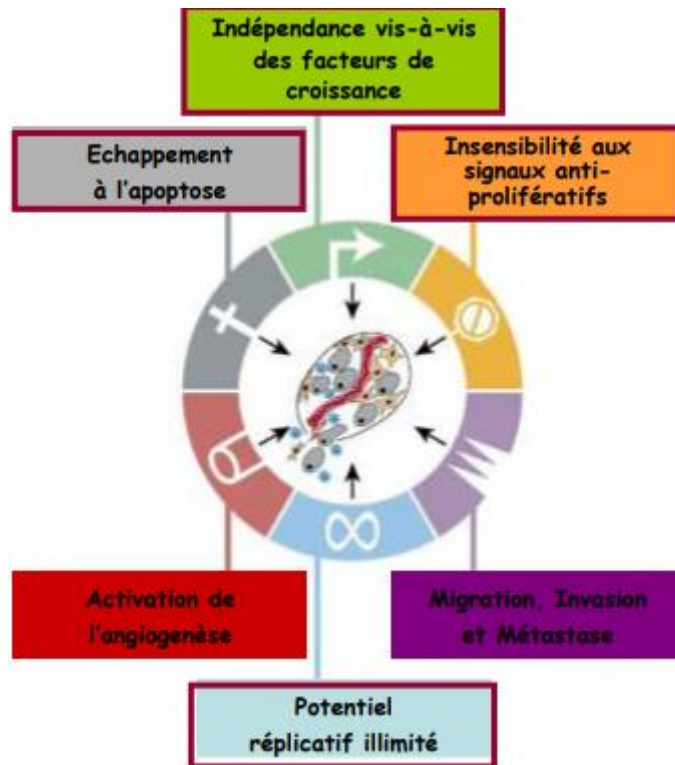 Indépendance vis-à-vis
des facteurs de
croissance
Echappement
à l'apoptose
Insensibilité aux
signaux anti-
prolifératifs
Activation de
l'angiogenèse
Migration, Invasion
et Métastase
Potentiel
réplicatif illimité